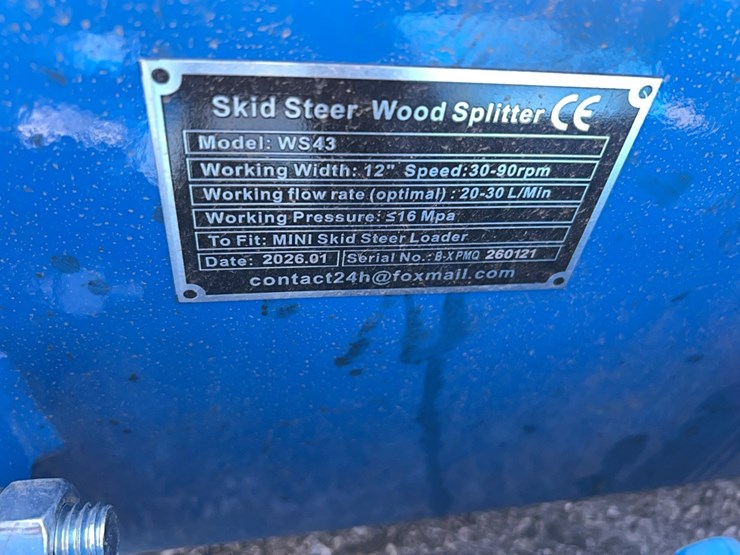 Skid Steer Wood Splitter CE
Model: WS43
Working Width: 12" Speed:30-90rpm
Working flow rate (optimal) : 20-30 L/Min
Working Pressure: ≤16 Mpa
To Fit: MINI Skid Steer Loader
Date: 2026.01 Serial No.: B-XPMQ 260121
contact24h@foxmail.com